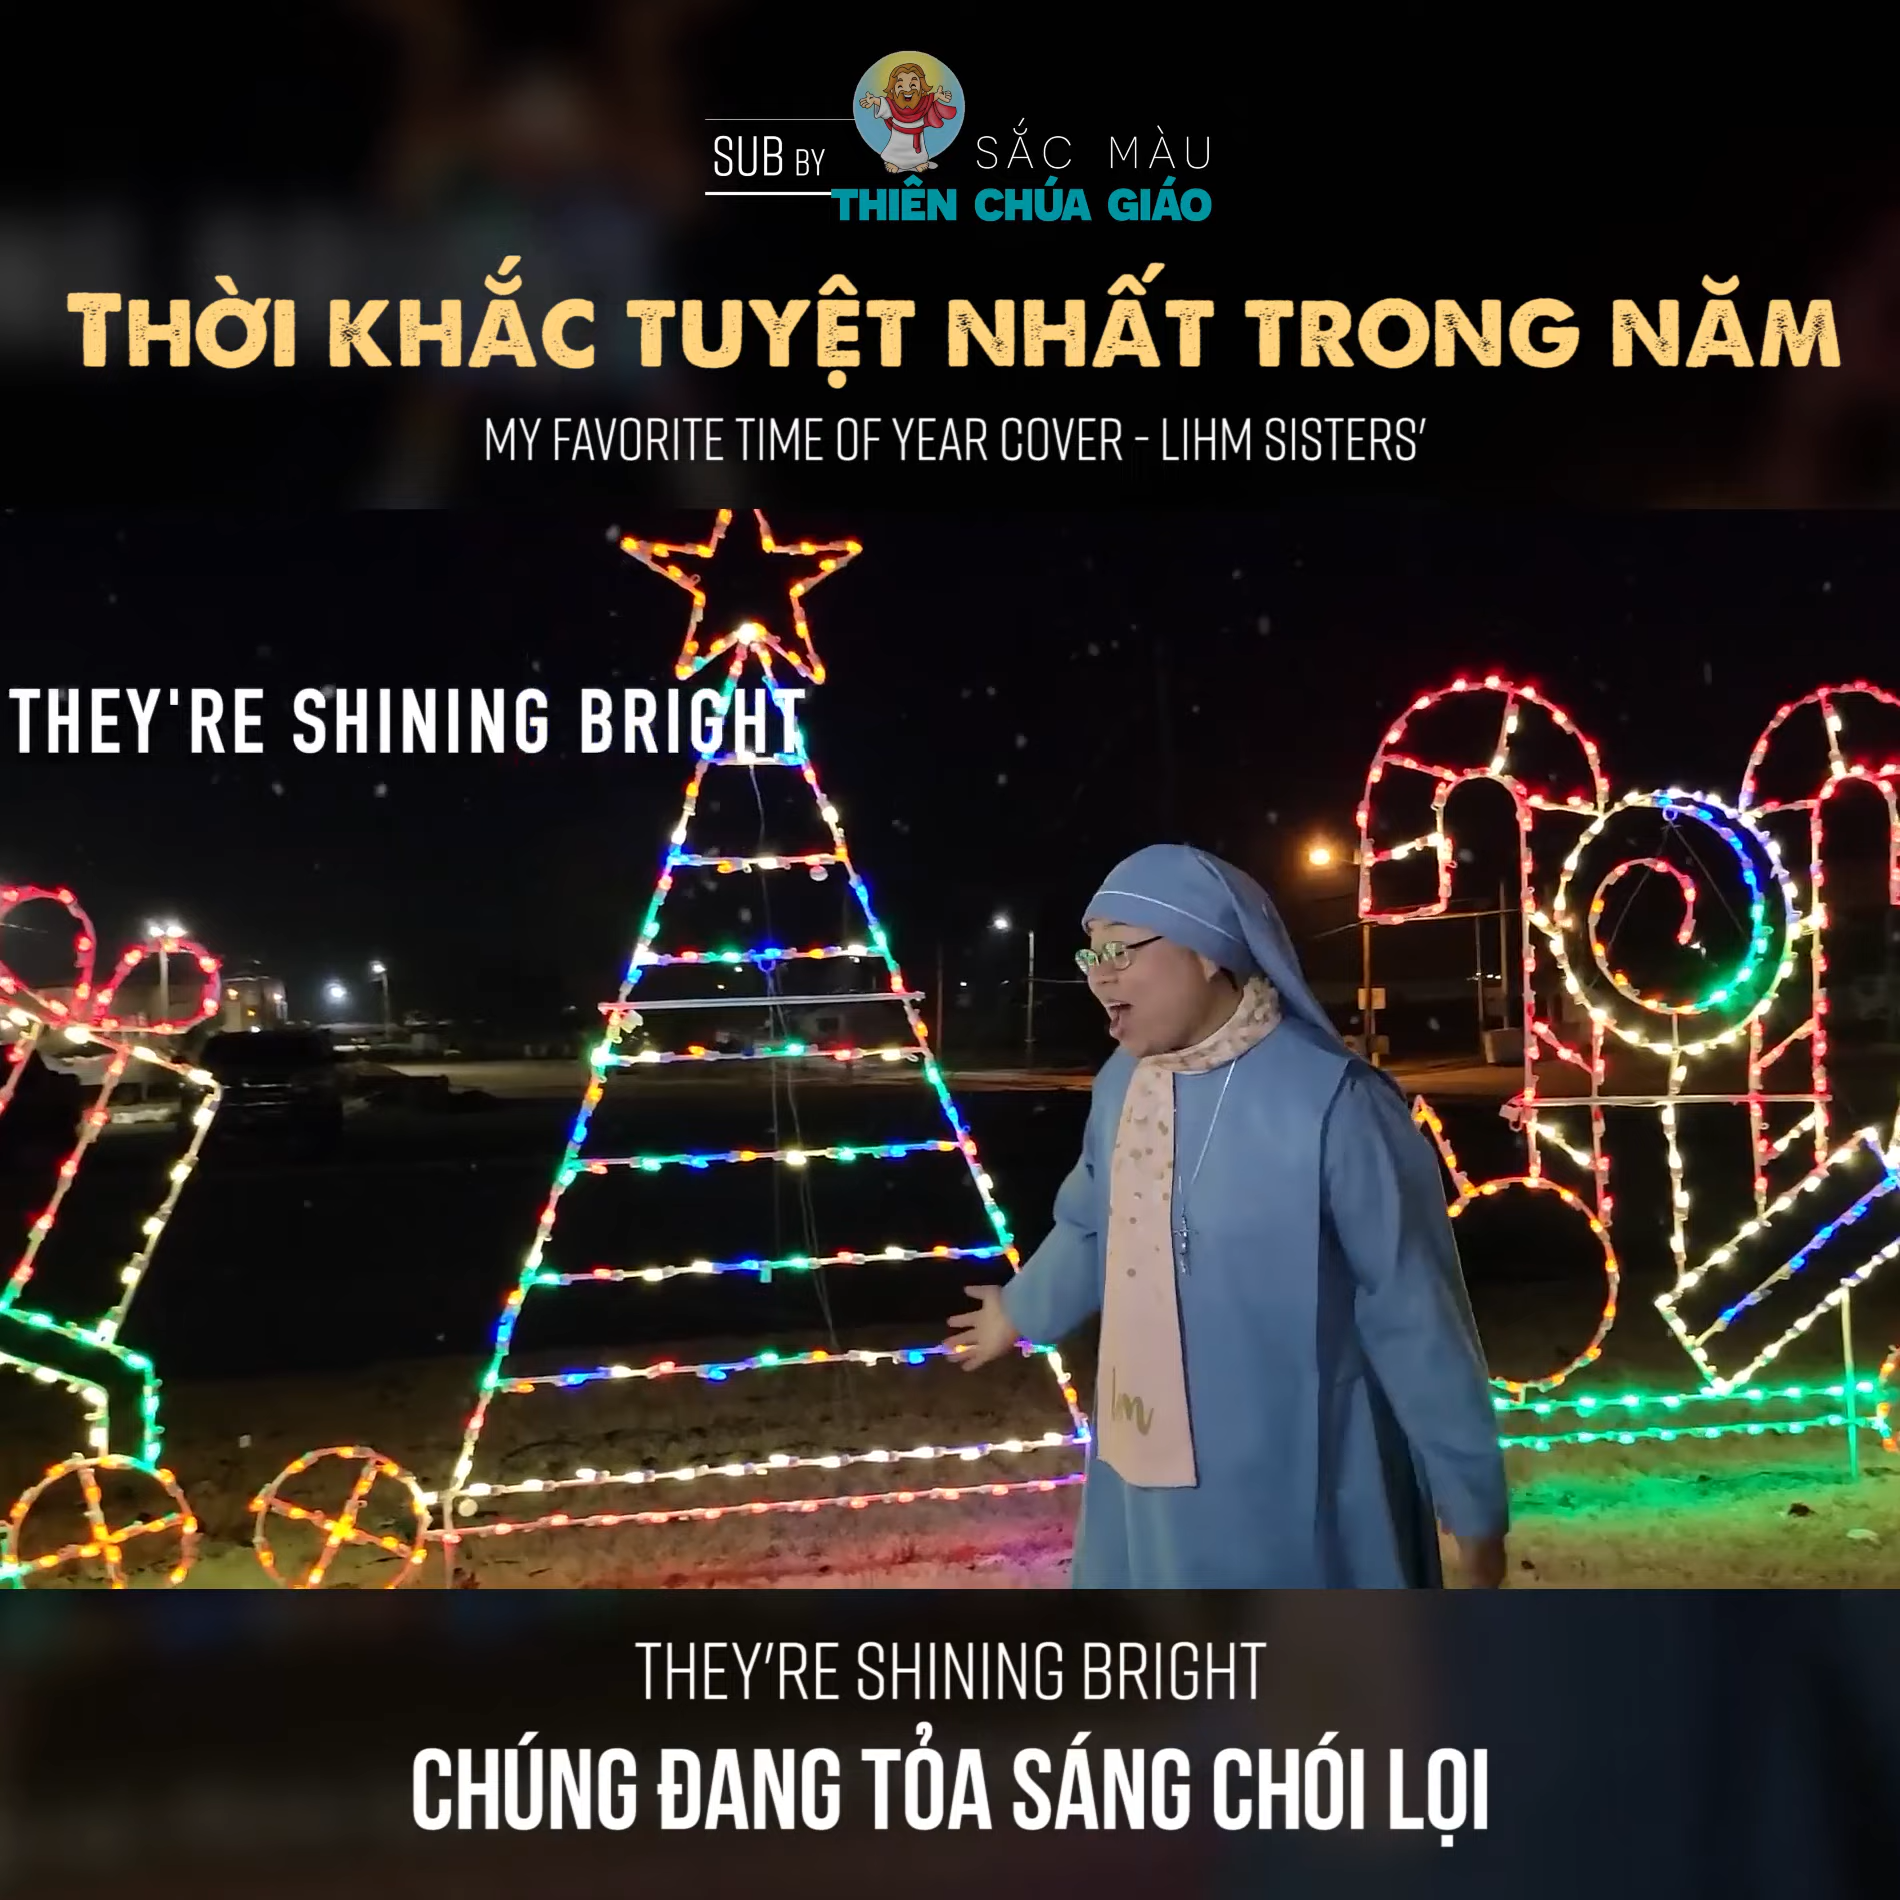 SUB BY
SẮC MÀU
THIÊN CHÚA GIÁO
THỜI KHẮC TUYỆT NHẤT TRONG NĂM
MY FAVORITE TIME OF YEAR COVER - LIHM SISTERS'
THEY'RE SHINING BRIGHT
THEY'RE SHINING BRIGHT
CHÚNG ĐANG TỎA SÁNG CHÓI LỌI